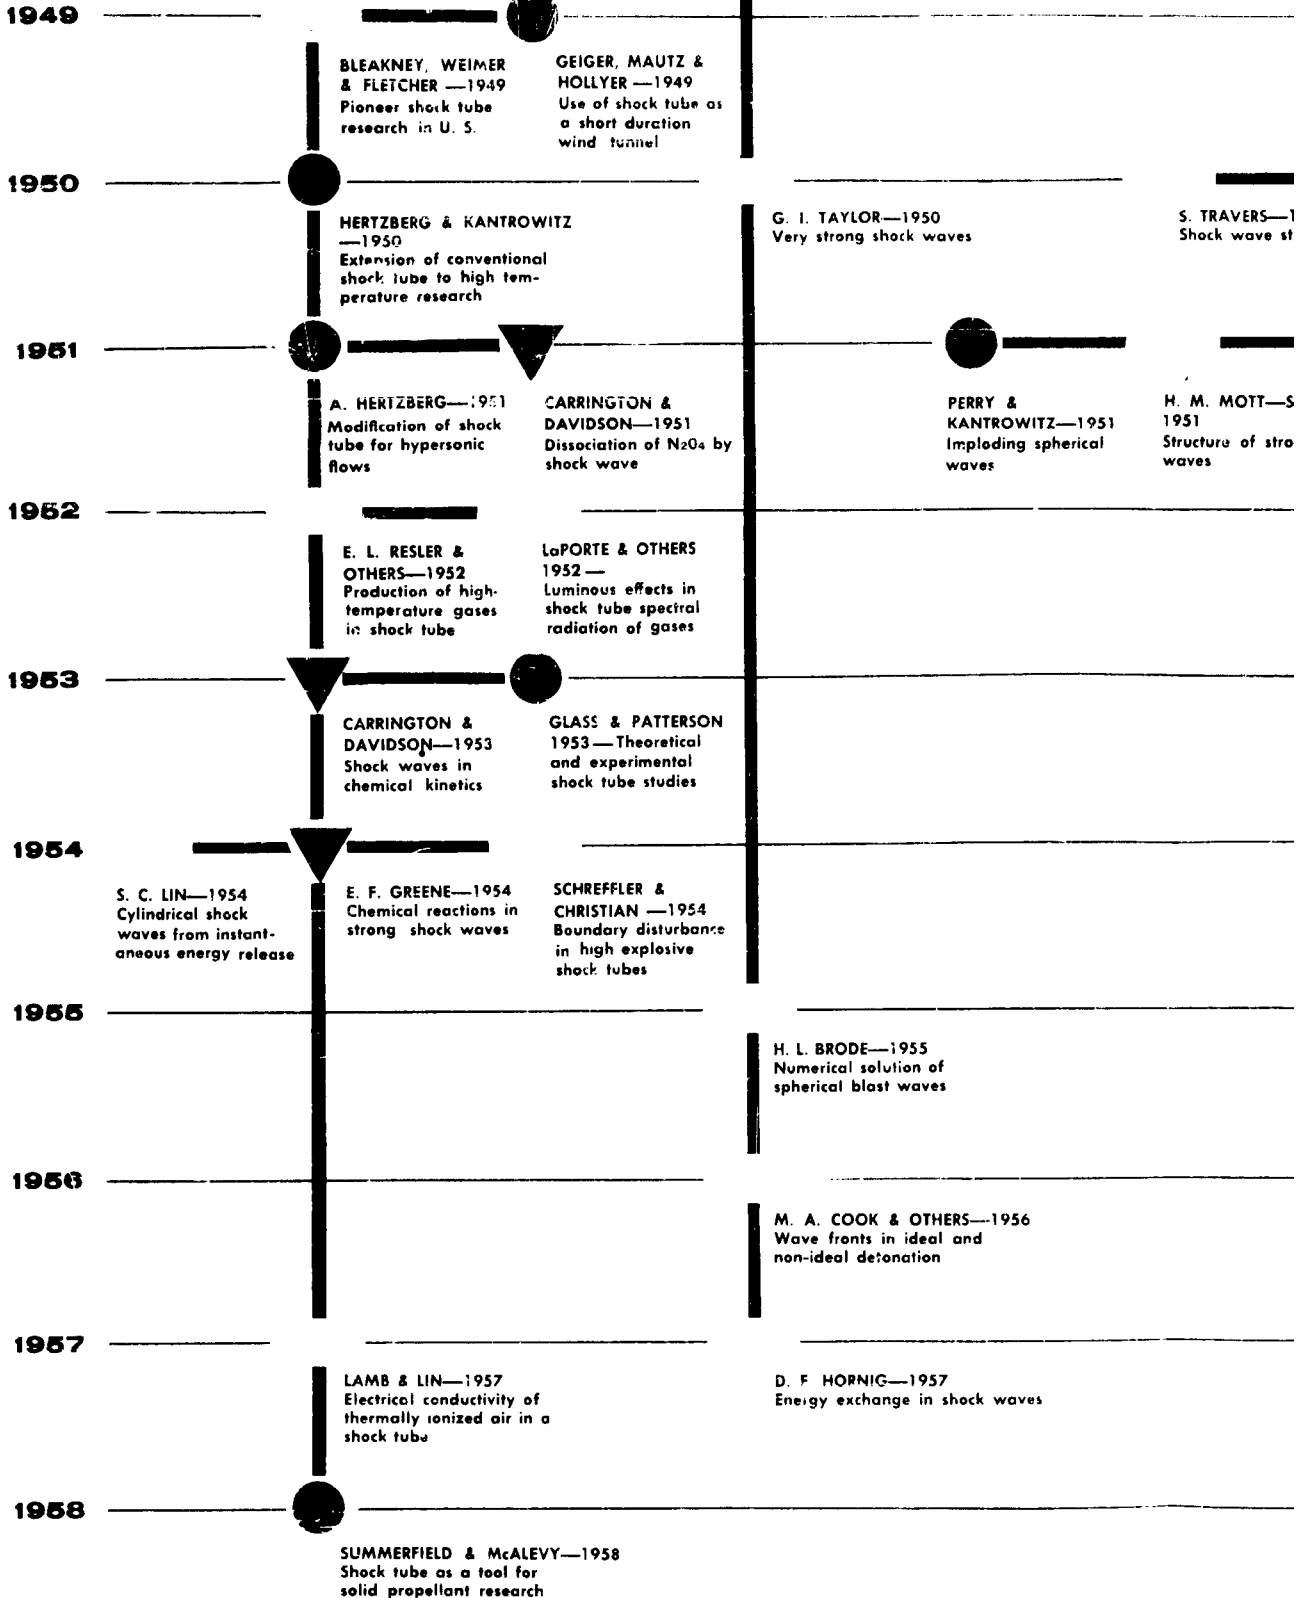 1949
BLEAKNEY, WEIMER
& FLETCHER —1949
Pioneer shock tube
research in U. S.
GEIGER, MAUTZ &
HOLLYER —1949
Use of shock tube as
a short duration
wind tunnel
1950
HERTZBERG & KANTROWITZ
—1950
Extension of conventional
shock tube to high tem-
perature research
G. I. TAYLOR—1950
Very strong shock waves
S. TRAVERS—
Shock wave
1951
A. HERTZBERG—1951
Modification of shock
tube for hypersonic
flows
CARRINGTON &
DAVIDSON—1951
Dissociation of N₂O₄ by
shock wave
PERRY &
KANTROWITZ—1951
Imploding spherical
waves
H. M. MOTT—S
1951
Structure of stro
waves
1952
E. L. RESLER &
OTHERS—1952
Production of high-
temperature gases
in shock tube
LaPORTE & OTHERS
1952 —
Luminous effects in
shock tube spectral
radiation of gases
1953
CARRINGTON &
DAVIDSON—1953
Shock waves in
chemical kinetics
GLASS & PATTERSON
1953 — Theoretical
and experimental
shock tube studies
1954
S. C. LIN—1954
Cylindrical shock
waves from instant-
aneous energy release
E. F. GREENE—1954
Chemical reactions in
strong shock waves
SCHREFFLER &
CHRISTIAN —1954
Boundary disturbance
in high explosive
shock tubes
1955
H. L. BRODE—1955
Numerical solution of
spherical blast waves
1956
M. A. COOK & OTHERS—1956
Wave fronts in ideal and
non-ideal detonation
1957
LAMB & LIN—1957
Electrical conductivity of
thermally ionized air in a
shock tube
D. F HORNIG—1957
Energy exchange in shock waves
1958
SUMMERFIELD & McALEVY—1958
Shock tube as a tool for
solid propellant research